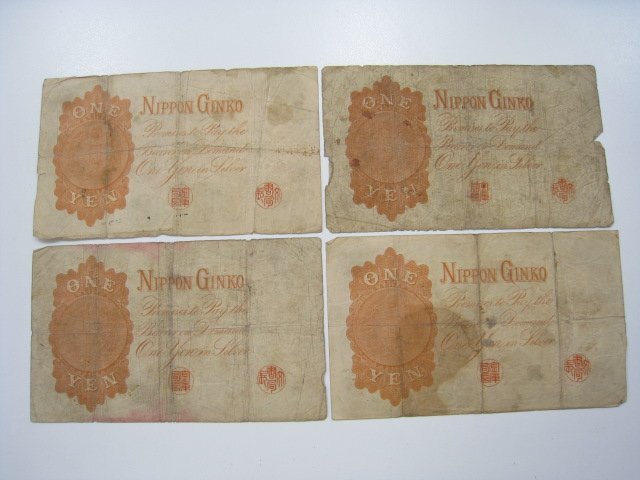 ONE
YEN
NIPPON GINKO
Promises to Pay the
Bearer on Demand
One Yen in Silver
ONE
YEN
NIPPON GINKO
Promises to Pay the
Bearer on Demand
One Yen in Silver
ONE
YEN
NIPPON GINKO
Promises to Pay the
Bearer on Demand
One Yen in Silver
ONE
YEN
NIPPON GINKO
Promises to Pay the
Bearer on Demand
One Yen in Silver